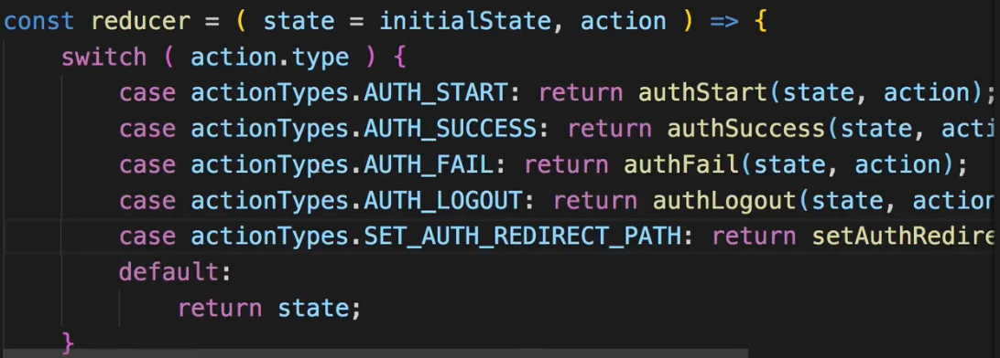 const reducer = ( state = initialState, action ) => {
    switch ( action.type ) {
        case actionTypes.AUTH_START: return authStart(state, action);
        case actionTypes.AUTH_SUCCESS: return authSuccess(state, acti
        case actionTypes.AUTH_FAIL: return authFail(state, action);
        case actionTypes.AUTH_LOGOUT: return authLogout(state, action
        case actionTypes.SET_AUTH_REDIRECT_PATH: return setAuthRedire
        default:
            return state;
    }